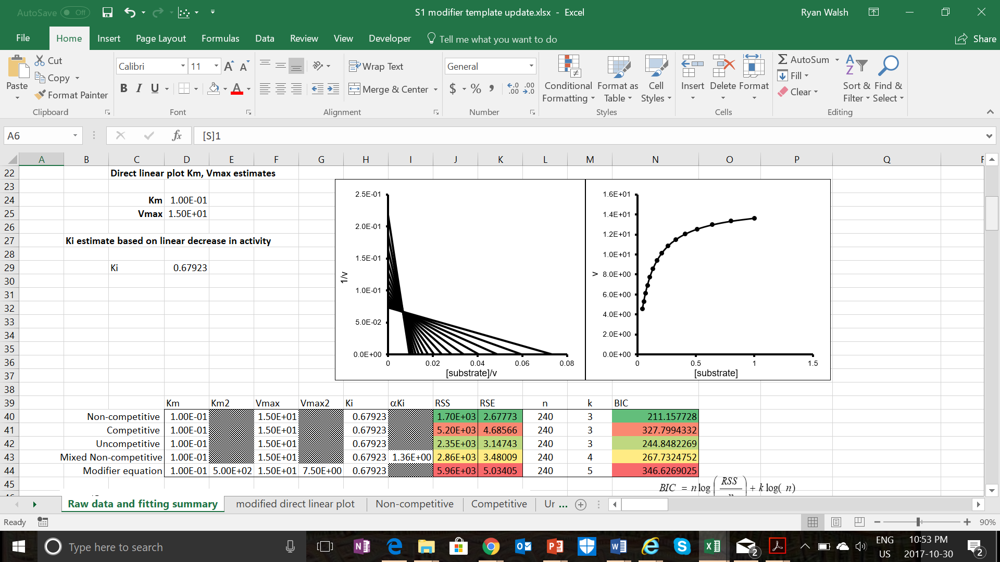 AutoSave Off
S1 modifier template update.xlsx - Excel
Ryan Walsh
File Home Insert Page Layout Formulas Data Review View Developer Tell me what you want to do Share
Paste
Cut
Copy
Format Painter
Clipboard
Calibri 11
B I U
Font
Wrap Text
Merge & Center
Alignment
General
$ % ,
Number
Conditional Formatting
Format as Table
Cell Styles
Styles
Insert Delete Format
Cells
AutoSum
Fill
Clear
Sort & Filter
Find & Select
Editing
A6 fx [S]1
A B C D E F G H I J K L M N O P Q
22 Direct linear plot Km, Vmax estimates
23
24 Km 1.00E-01
25 Vmax 1.50E+01
26
27 Ki estimate based on linear decrease in activity
28
29 Ki 0.67923
30
31
32
33
34
35
36
37
38
2.5E-01
2.0E-01
1.5E-01
1.0E-01
5.0E-02
0.0E+00
1/v
0 0.02 0.04 0.06 0.08
[substrate]/v
1.6E+01
1.4E+01
1.2E+01
1.0E+01
8.0E+00
6.0E+00
4.0E+00
2.0E+00
0.0E+00
v
0 0.5 1 1.5
[substrate]
39 Km Km2 Vmax Vmax2 Ki αKi RSS RSE n k BIC
40 Non-competitive 1.00E-01 1.50E+01 0.67923 1.70E+03 2.67773 240 3 211.157728
41 Competitive 1.00E-01 1.50E+01 0.67923 5.20E+03 4.68566 240 3 327.7994332
42 Uncompetitive 1.00E-01 1.50E+01 0.67923 2.35E+03 3.14743 240 3 244.8482269
43 Mixed Non-competitive 1.00E-01 1.50E+01 0.67923 1.36E+00 2.86E+03 3.48009 240 4 267.7324752
44 Modifier equation 1.00E-01 5.00E+02 1.50E+01 7.50E+00 0.67923 5.96E+03 5.03405 240 5 346.6269025
45
BIC = n log ( RSS / n ) + k log( n)
Raw data and fitting summary modified direct linear plot Non-competitive Competitive Ur ...
Ready 90%
Type here to search
2
ENG
US
10:53 PM
2017-10-30
2